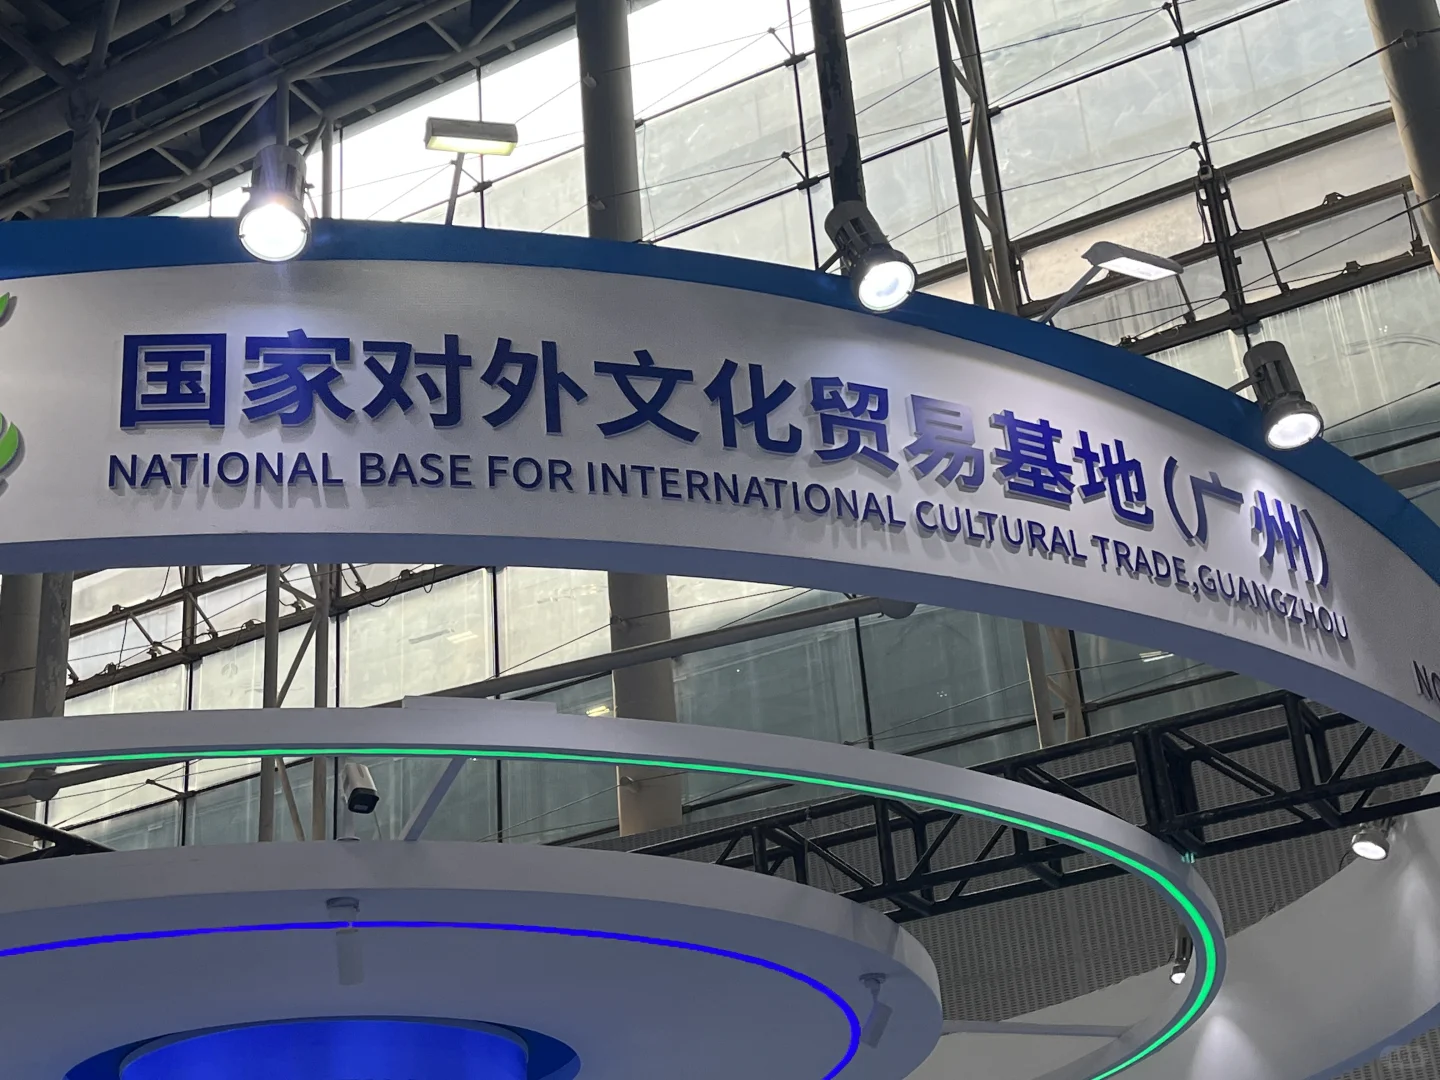 国家对外文化贸易基地（广州）
NATIONAL BASE FOR INTERNATIONAL CULTURAL TRADE,GUANGZHOU